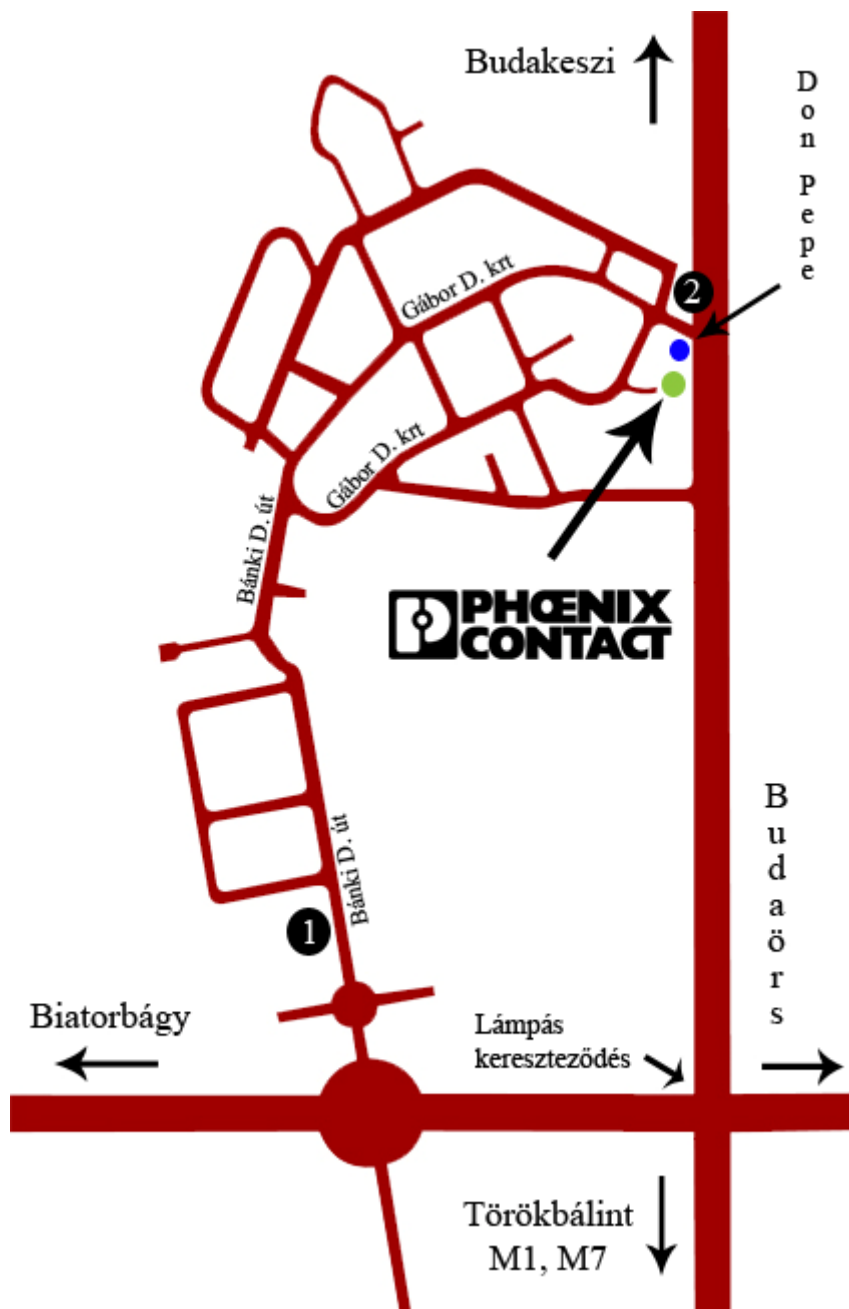 Budakeszi
Don Pepe
2
Gábor D. krt
Gábor D. krt
Bánki D. út
PHŒNIX
CONTACT
Budaörs
Bánki D. út
1
Biatorbágy
Lámpás
kereszteződés
Törökbálint
M1, M7